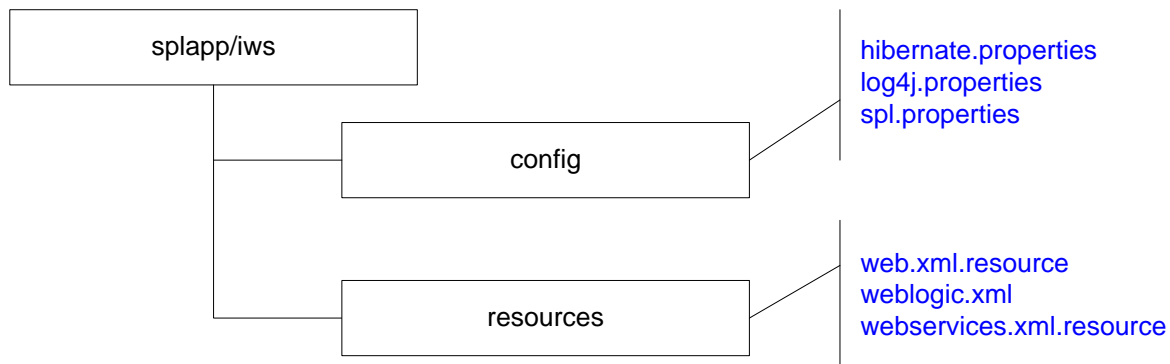 splapp/iws
hibernate.properties
log4j.properties
spl.properties
config
web.xml.resource
weblogic.xml
webservices.xml.resource
resources